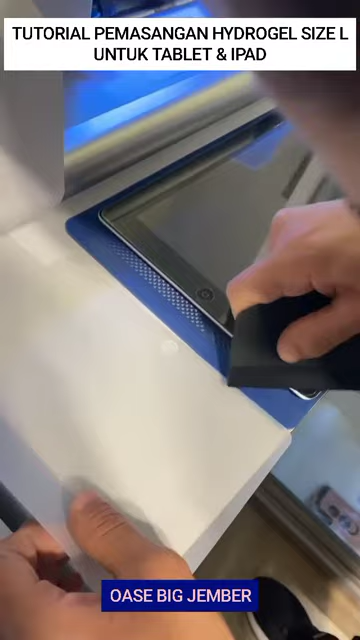 TUTORIAL PEMASANGAN HYDROGEL SIZE L
UNTUK TABLET & IPAD
OASE BIG JEMBER